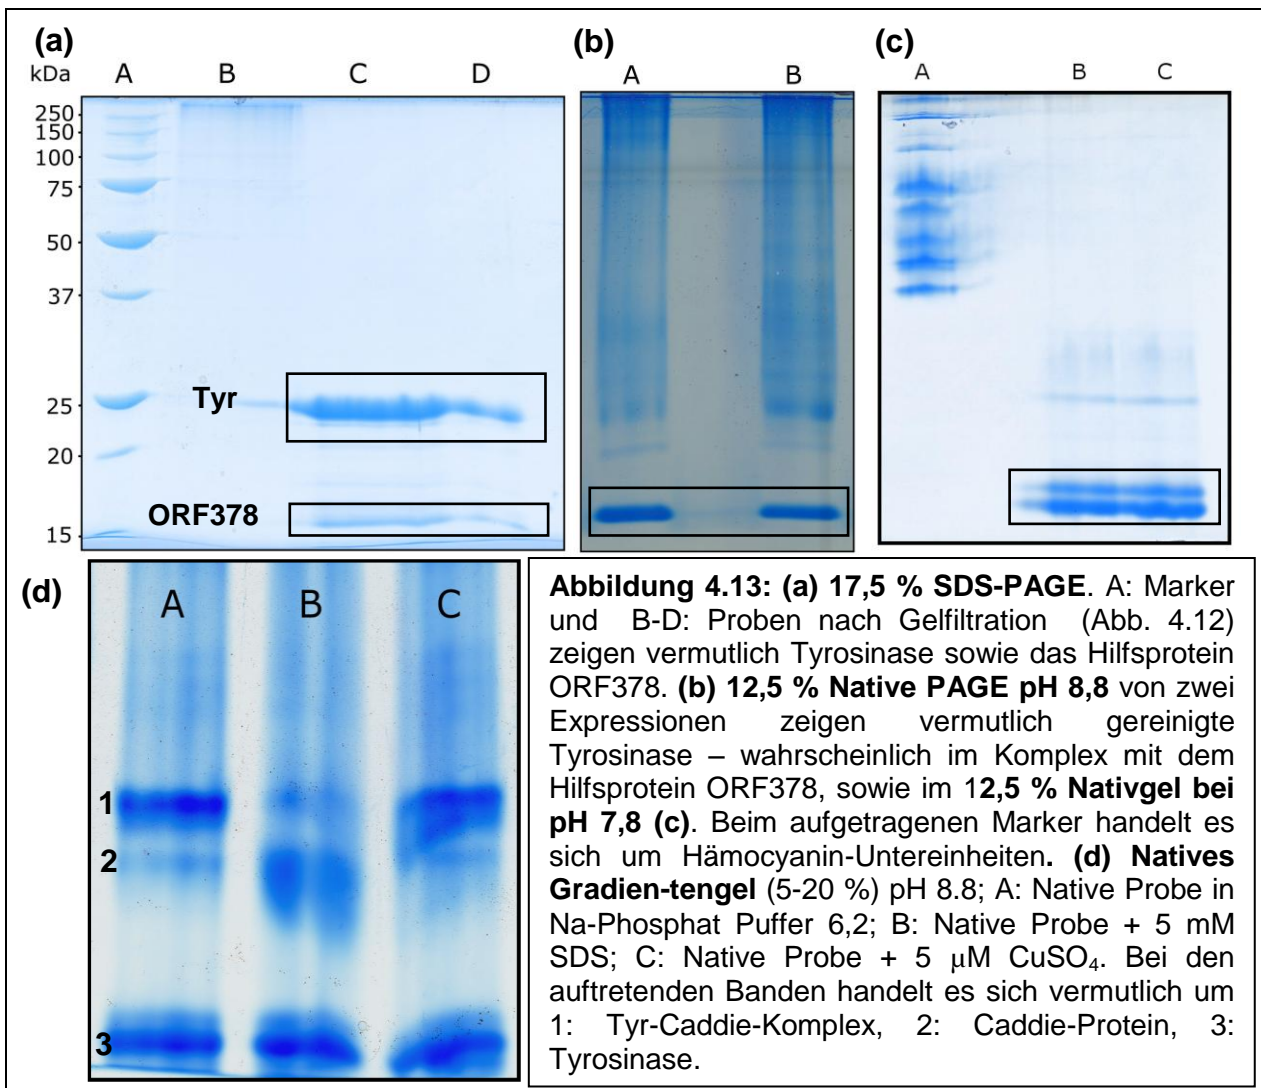 (a)
kDa A B C D
250
150
100
75
50
37
25
20
15
Tyr
ORF378
(b)
A B
(c)
A B C
(d)
A B C
1
2
3
Abbildung 4.13: (a) 17,5 % SDS-PAGE. A: Marker
und B-D: Proben nach Gelfiltration (Abb. 4.12)
zeigen vermutlich Tyrosinase sowie das Hilfsprotein
ORF378. (b) 12,5 % Native PAGE pH 8,8 von zwei
Expressionen zeigen vermutlich gereinigte
Tyrosinase – wahrscheinlich im Komplex mit dem
Hilfsprotein ORF378, sowie im 12,5 % Nativgel bei
pH 7,8 (c). Beim aufgetragenen Marker handelt es
sich um Hämocyanin-Untereinheiten. (d) Natives
Gradien-tengel (5-20 %) pH 8.8; A: Native Probe in
Na-Phosphat Puffer 6,2; B: Native Probe + 5 mM
SDS; C: Native Probe + 5 μM CuSO₄. Bei den
auftretenden Banden handelt es sich vermutlich um
1: Tyr-Caddie-Komplex, 2: Caddie-Protein, 3:
Tyrosinase.